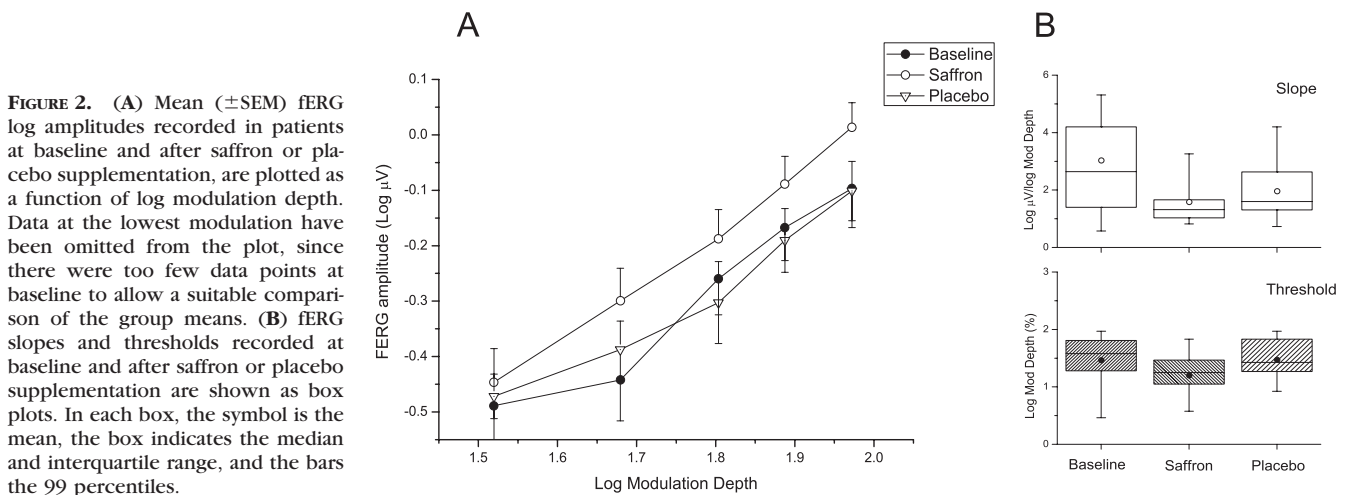 FIGURE 2. (A) Mean (±SEM) fERG
log amplitudes recorded in patients
at baseline and after saffron or pla-
cebo supplementation, are plotted as
a function of log modulation depth.
Data at the lowest modulation have
been omitted from the plot, since
there were too few data points at
baseline to allow a suitable compari-
son of the group means. (B) fERG
slopes and thresholds recorded at
baseline and after saffron or placebo
supplementation are shown as box
plots. In each box, the symbol is the
mean, the box indicates the median
and interquartile range, and the bars
the 99 percentiles.
A
Baseline
Saffron
Placebo
FERG amplitude (Log µV)
0.1
0.0
-0.1
-0.2
-0.3
-0.4
-0.5
1.5 1.6 1.7 1.8 1.9 2.0
Log Modulation Depth
B
Slope
Log µV/log Mod Depth
6
4
2
0
Threshold
Log Mod Depth (%)
3
2
1
0
Baseline Saffron Placebo